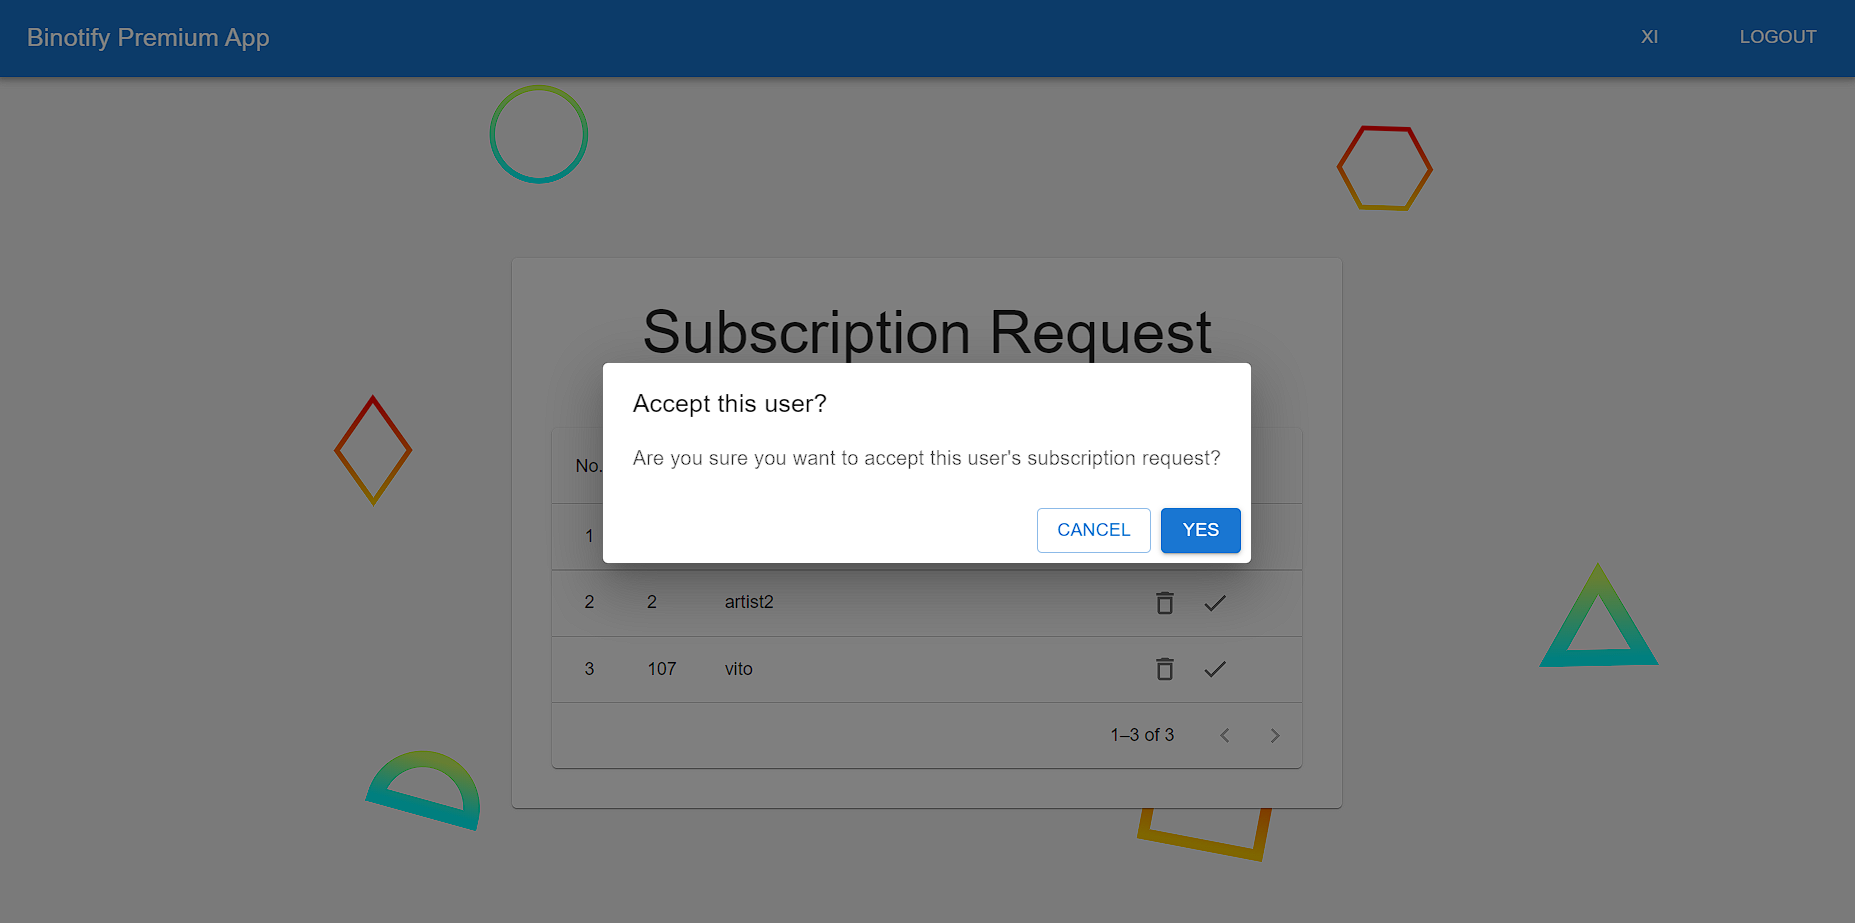 Binotify Premium App
XI
LOGOUT
Subscription Request
Accept this user?
Are you sure you want to accept this user's subscription request?
CANCEL
YES
No.
1
2 2 artist2
3 107 vito
1–3 of 3